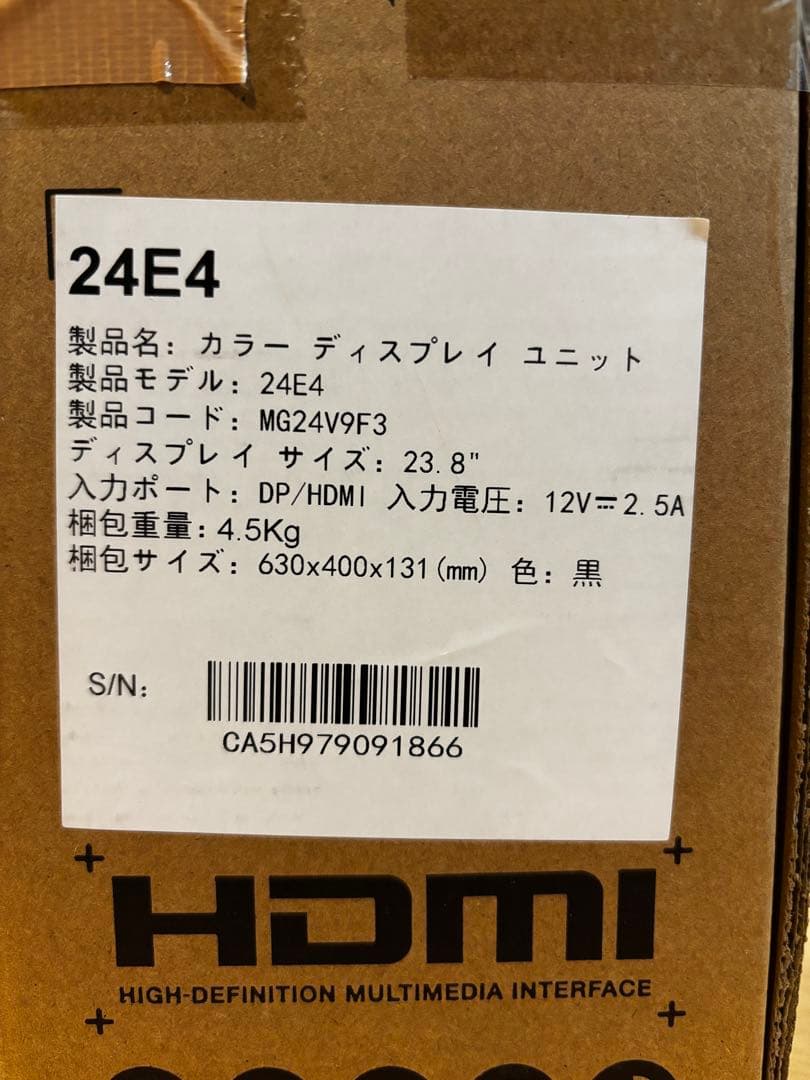 24E4
製品名: カラー ディスプレイ ユニット
製品モデル: 24E4
製品コード: MG24V9F3
ディスプレイ サイズ: 23.8"
入力ポート: DP/HDMI 入力電圧: 12V⎓2.5A
梱包重量: 4.5Kg
梱包サイズ: 630x400x131(mm) 色: 黒
S/N:
CA5H979091866
HDMI
HIGH-DEFINITION MULTIMEDIA INTERFACE